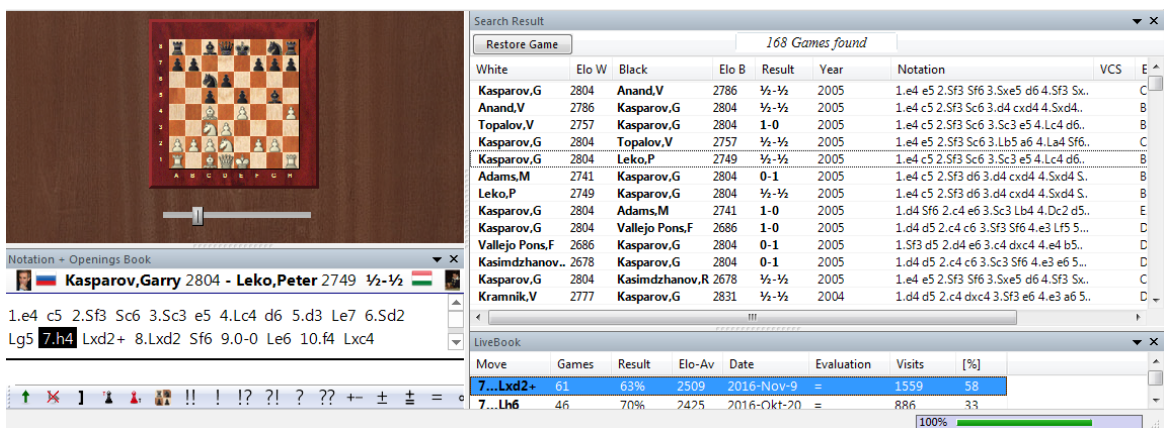 8
7
6
5
4
3
2
1
A B C D E F G H
Notation + Openings Book
Kasparov,Garry 2804 - Leko,Peter 2749 ½-½
1.e4 c5 2.Sf3 Sc6 3.Sc3 e5 4.Lc4 d6 5.d3 Le7 6.Sd2
Lg5 7.h4 Lxd2+ 8.Lxd2 Sf6 9.0-0 Le6 10.f4 Lxc4
] !! ! !? ?! ? ?? +- ± ± =
Search Result
Restore Game 168 Games found
White Elo W Black Elo B Result Year Notation VCS E
Kasparov,G 2804 Anand,V 2786 ½-½ 2005 1.e4 e5 2.Sf3 Sf6 3.Sxe5 d6 4.Sf3 Sx.. C
Anand,V 2786 Kasparov,G 2804 ½-½ 2005 1.e4 c5 2.Sf3 Sc6 3.d4 cxd4 4.Sxd4.. B
Topalov,V 2757 Kasparov,G 2804 1-0 2005 1.e4 c5 2.Sf3 Sc6 3.Sc3 e5 4.Lc4 d6.. B
Kasparov,G 2804 Topalov,V 2757 ½-½ 2005 1.e4 e5 2.Sf3 Sc6 3.Lb5 a6 4.La4 Sf6.. C
Kasparov,G 2804 Leko,P 2749 ½-½ 2005 1.e4 c5 2.Sf3 Sc6 3.Sc3 e5 4.Lc4 d6.. B
Adams,M 2741 Kasparov,G 2804 0-1 2005 1.e4 c5 2.Sf3 d6 3.d4 cxd4 4.Sxd4 S.. B
Leko,P 2749 Kasparov,G 2804 ½-½ 2005 1.e4 c5 2.Sf3 d6 3.d4 cxd4 4.Sxd4 S.. B
Kasparov,G 2804 Adams,M 2741 1-0 2005 1.d4 Sf6 2.c4 e6 3.Sc3 Lb4 4.Dc2 d5.. E
Kasparov,G 2804 Vallejo Pons,F 2686 1-0 2005 1.d4 d5 2.c4 c6 3.Sf3 Sf6 4.e3 Lf5 5... D
Vallejo Pons,F 2686 Kasparov,G 2804 0-1 2005 1.Sf3 d5 2.d4 e6 3.c4 dxc4 4.e4 b5.. D
Kasimdzhanov.. 2678 Kasparov,G 2804 0-1 2005 1.d4 d5 2.c4 c6 3.Sc3 Sf6 4.e3 e6 5... D
Kasparov,G 2804 Kasimdzhanov,R 2678 ½-½ 2005 1.e4 e5 2.Sf3 Sf6 3.Sxe5 d6 4.Sf3 Sx.. C
Kramnik,V 2777 Kasparov,G 2831 ½-½ 2004 1.d4 d5 2.c4 dxc4 3.Sf3 e6 4.e3 a6 5.. D
LiveBook
Move Games Result Elo-Av Date Evaluation Visits [%]
7...Lxd2+ 61 63% 2509 2016-Nov-9 = 1559 58
7...Lh6 46 70% 2425 2016-Okt-20 = 886 33
100%